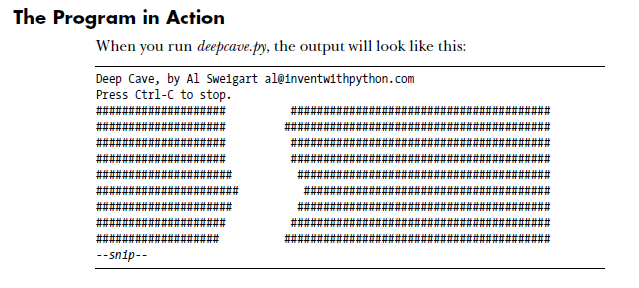 The Program in Action
When you run deepcave.py, the output will look like this:
Deep Cave, by Al Sweigart al@inventwithpython.com
Press Ctrl-C to stop.
####################          ########################################
####################         #########################################
####################          ########################################
####################          ########################################
#####################          #######################################
######################          ######################################
#####################          #######################################
####################          ########################################
###################          #########################################
--snip--